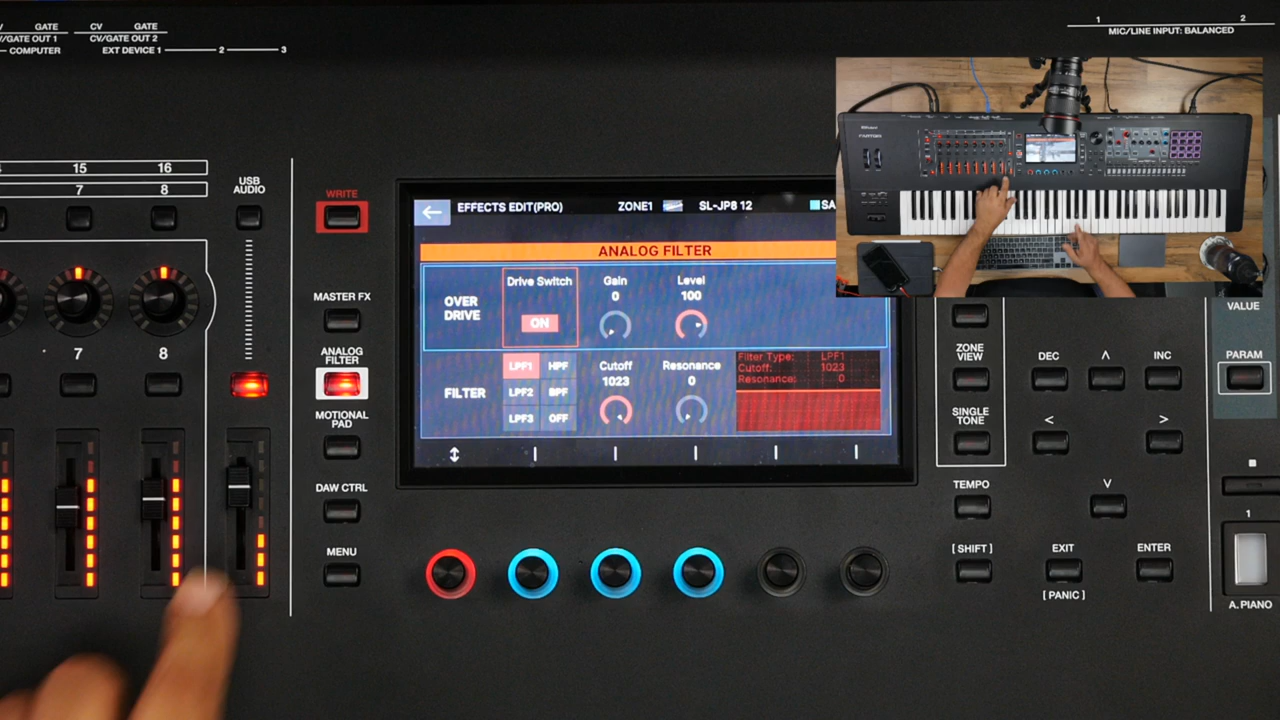 GATE CV GATE
V/GATE OUT 1 CV/GATE OUT 2
COMPUTER EXT DEVICE 1 2 3
1 2
MIC/LINE INPUT: BALANCED
15 16
7 8
USB
AUDIO
7 8
WRITE
MASTER FX
ANALOG
FILTER
MOTIONAL
PAD
DAW CTRL
MENU
EFFECTS EDIT(PRO) ZONE1 SL-JP8 12 SA
ANALOG FILTER
OVER
DRIVE
Drive Switch Gain Level
0 100
ON
FILTER
LPF1 HPF
LPF2 BPF
LPF3 OFF
Cutoff Resonance
1023 0
Filter Type: LPF1
Cutoff: 1023
Resonance: 0
Roland
FANTOM
ZONE
VIEW
SINGLE
TONE
TEMPO
[SHIFT]
DEC INC
EXIT ENTER
[PANIC]
VALUE
PARAM
1
A.PIANO